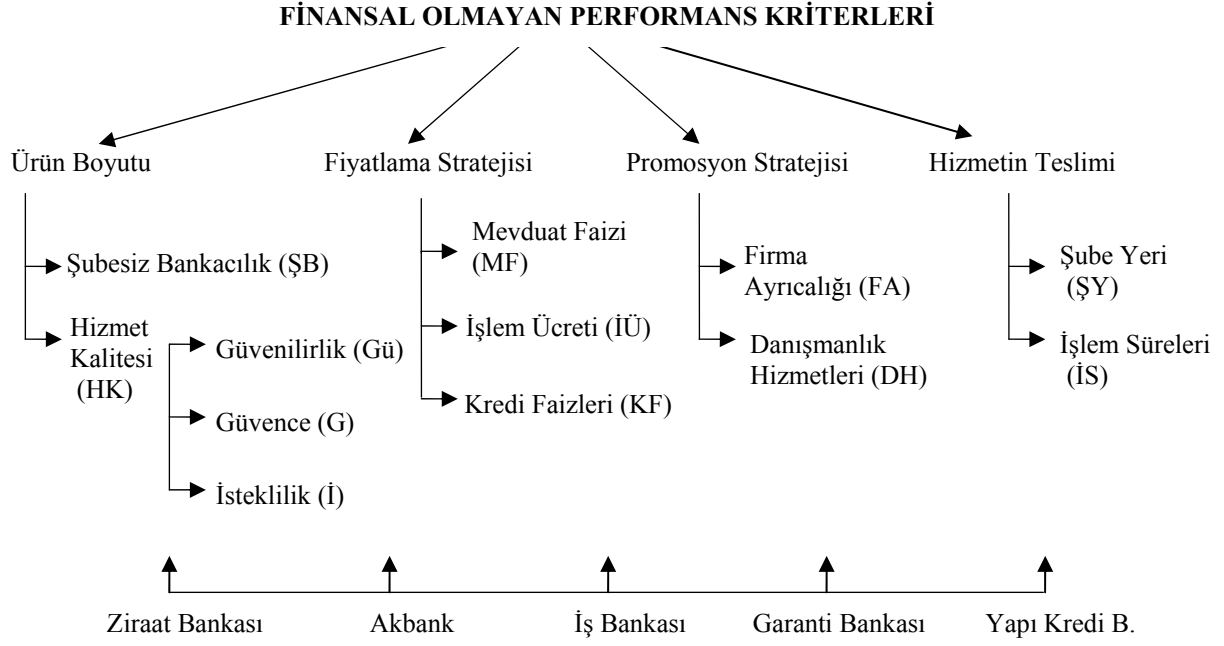 FİNANSAL OLMAYAN PERFORMANS KRİTERLERİ
Ürün Boyutu
Fiyatlama Stratejisi
Promosyon Stratejisi
Hizmetin Teslimi
Şubesiz Bankacılık (ŞB)
Hizmet
Kalitesi
(HK)
Güvenilirlik (Gü)
Güvence (G)
İsteklilik (İ)
Mevduat Faizi
(MF)
İşlem Ücreti (İÜ)
Kredi Faizleri (KF)
Firma
Ayrıcalığı (FA)
Danışmanlık
Hizmetleri (DH)
Şube Yeri
(ŞY)
İşlem Süreleri
(İS)
Ziraat Bankası
Akbank
İş Bankası
Garanti Bankası
Yapı Kredi B.